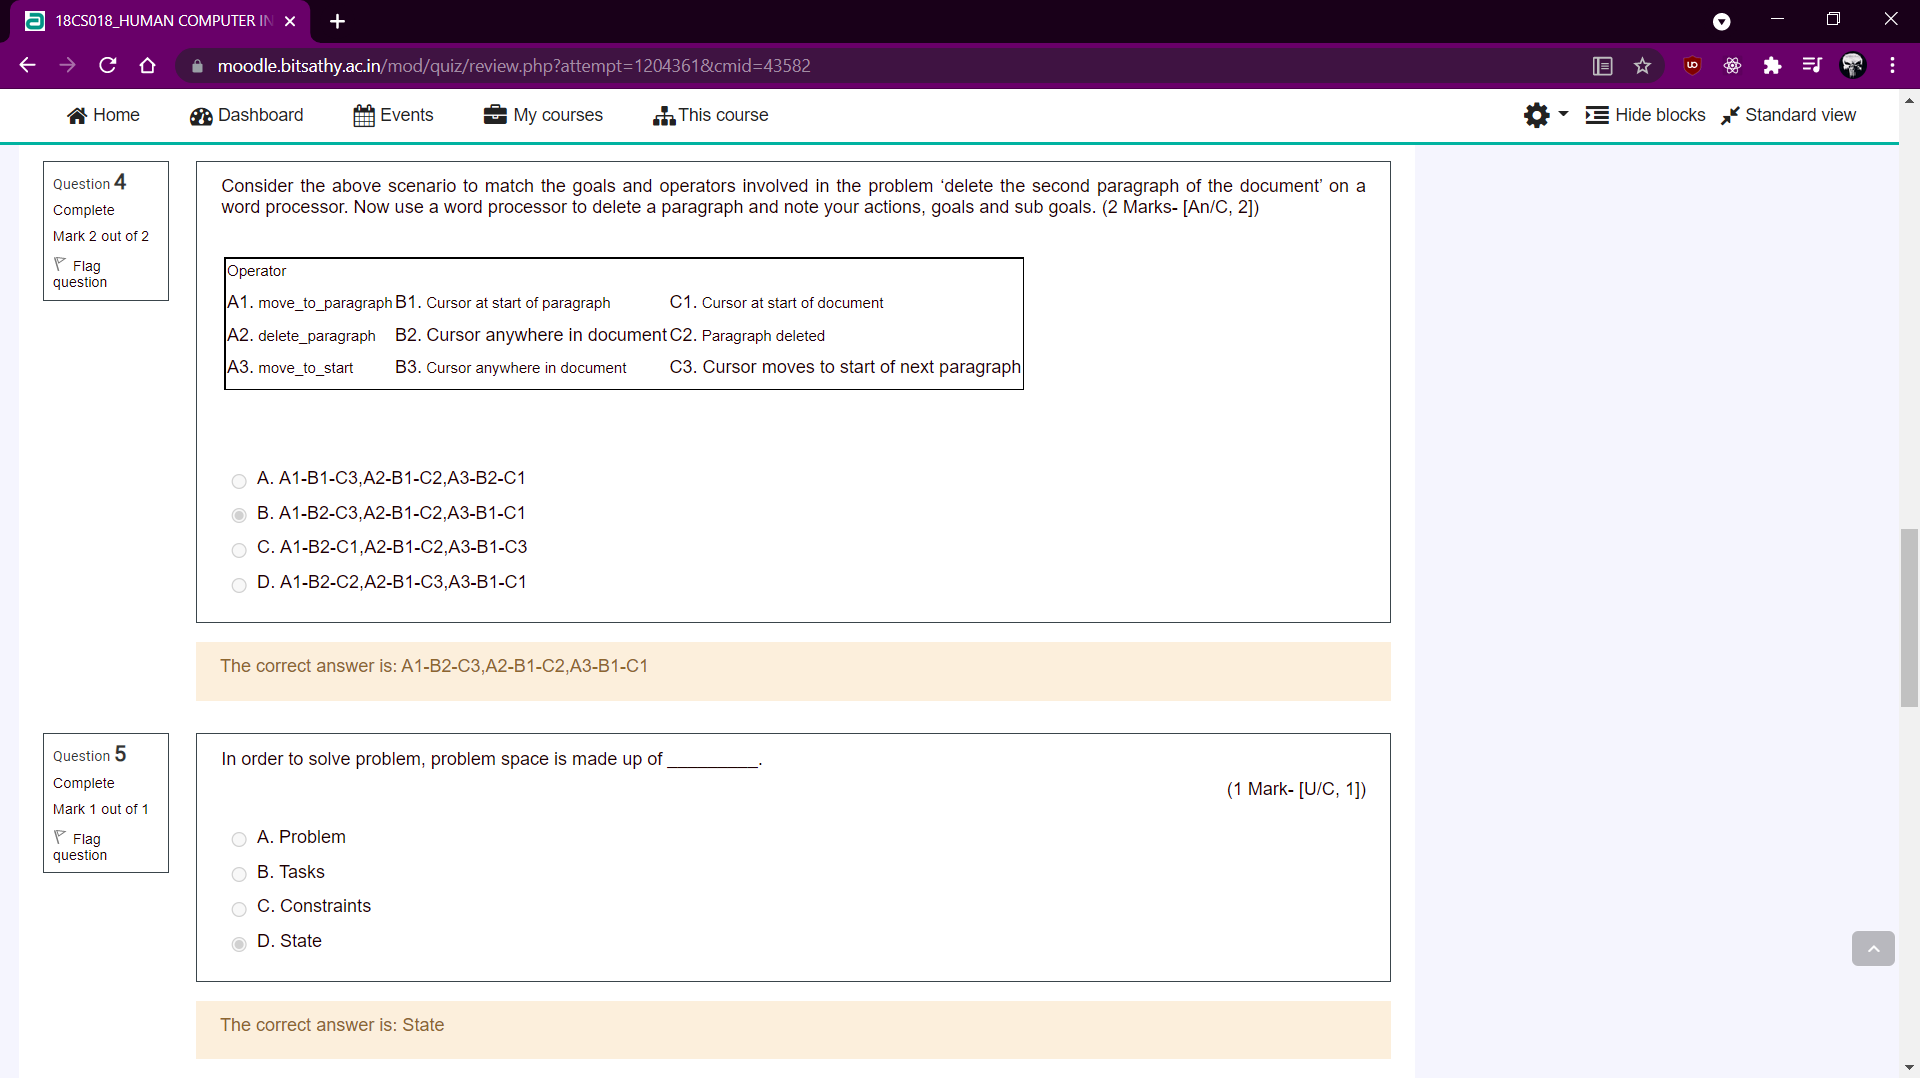 18CS018_HUMAN COMPUTER IN
moodle.bitsathy.ac.in/mod/quiz/review.php?attempt=1204361&cmid=43582
Home Dashboard Events My courses This course Hide blocks Standard view
Question 4
Complete
Mark 2 out of 2
Flag
question
Consider the above scenario to match the goals and operators involved in the problem ‘delete the second paragraph of the document’ on a
word processor. Now use a word processor to delete a paragraph and note your actions, goals and sub goals. (2 Marks- [An/C, 2])
Operator
A1. move_to_paragraph B1. Cursor at start of paragraph C1. Cursor at start of document
A2. delete_paragraph B2. Cursor anywhere in document C2. Paragraph deleted
A3. move_to_start B3. Cursor anywhere in document C3. Cursor moves to start of next paragraph
A. A1-B1-C3,A2-B1-C2,A3-B2-C1
B. A1-B2-C3,A2-B1-C2,A3-B1-C1
C. A1-B2-C1,A2-B1-C2,A3-B1-C3
D. A1-B2-C2,A2-B1-C3,A3-B1-C1
The correct answer is: A1-B2-C3,A2-B1-C2,A3-B1-C1
Question 5
Complete
Mark 1 out of 1
Flag
question
In order to solve problem, problem space is made up of _________.
(1 Mark- [U/C, 1])
A. Problem
B. Tasks
C. Constraints
D. State
The correct answer is: State